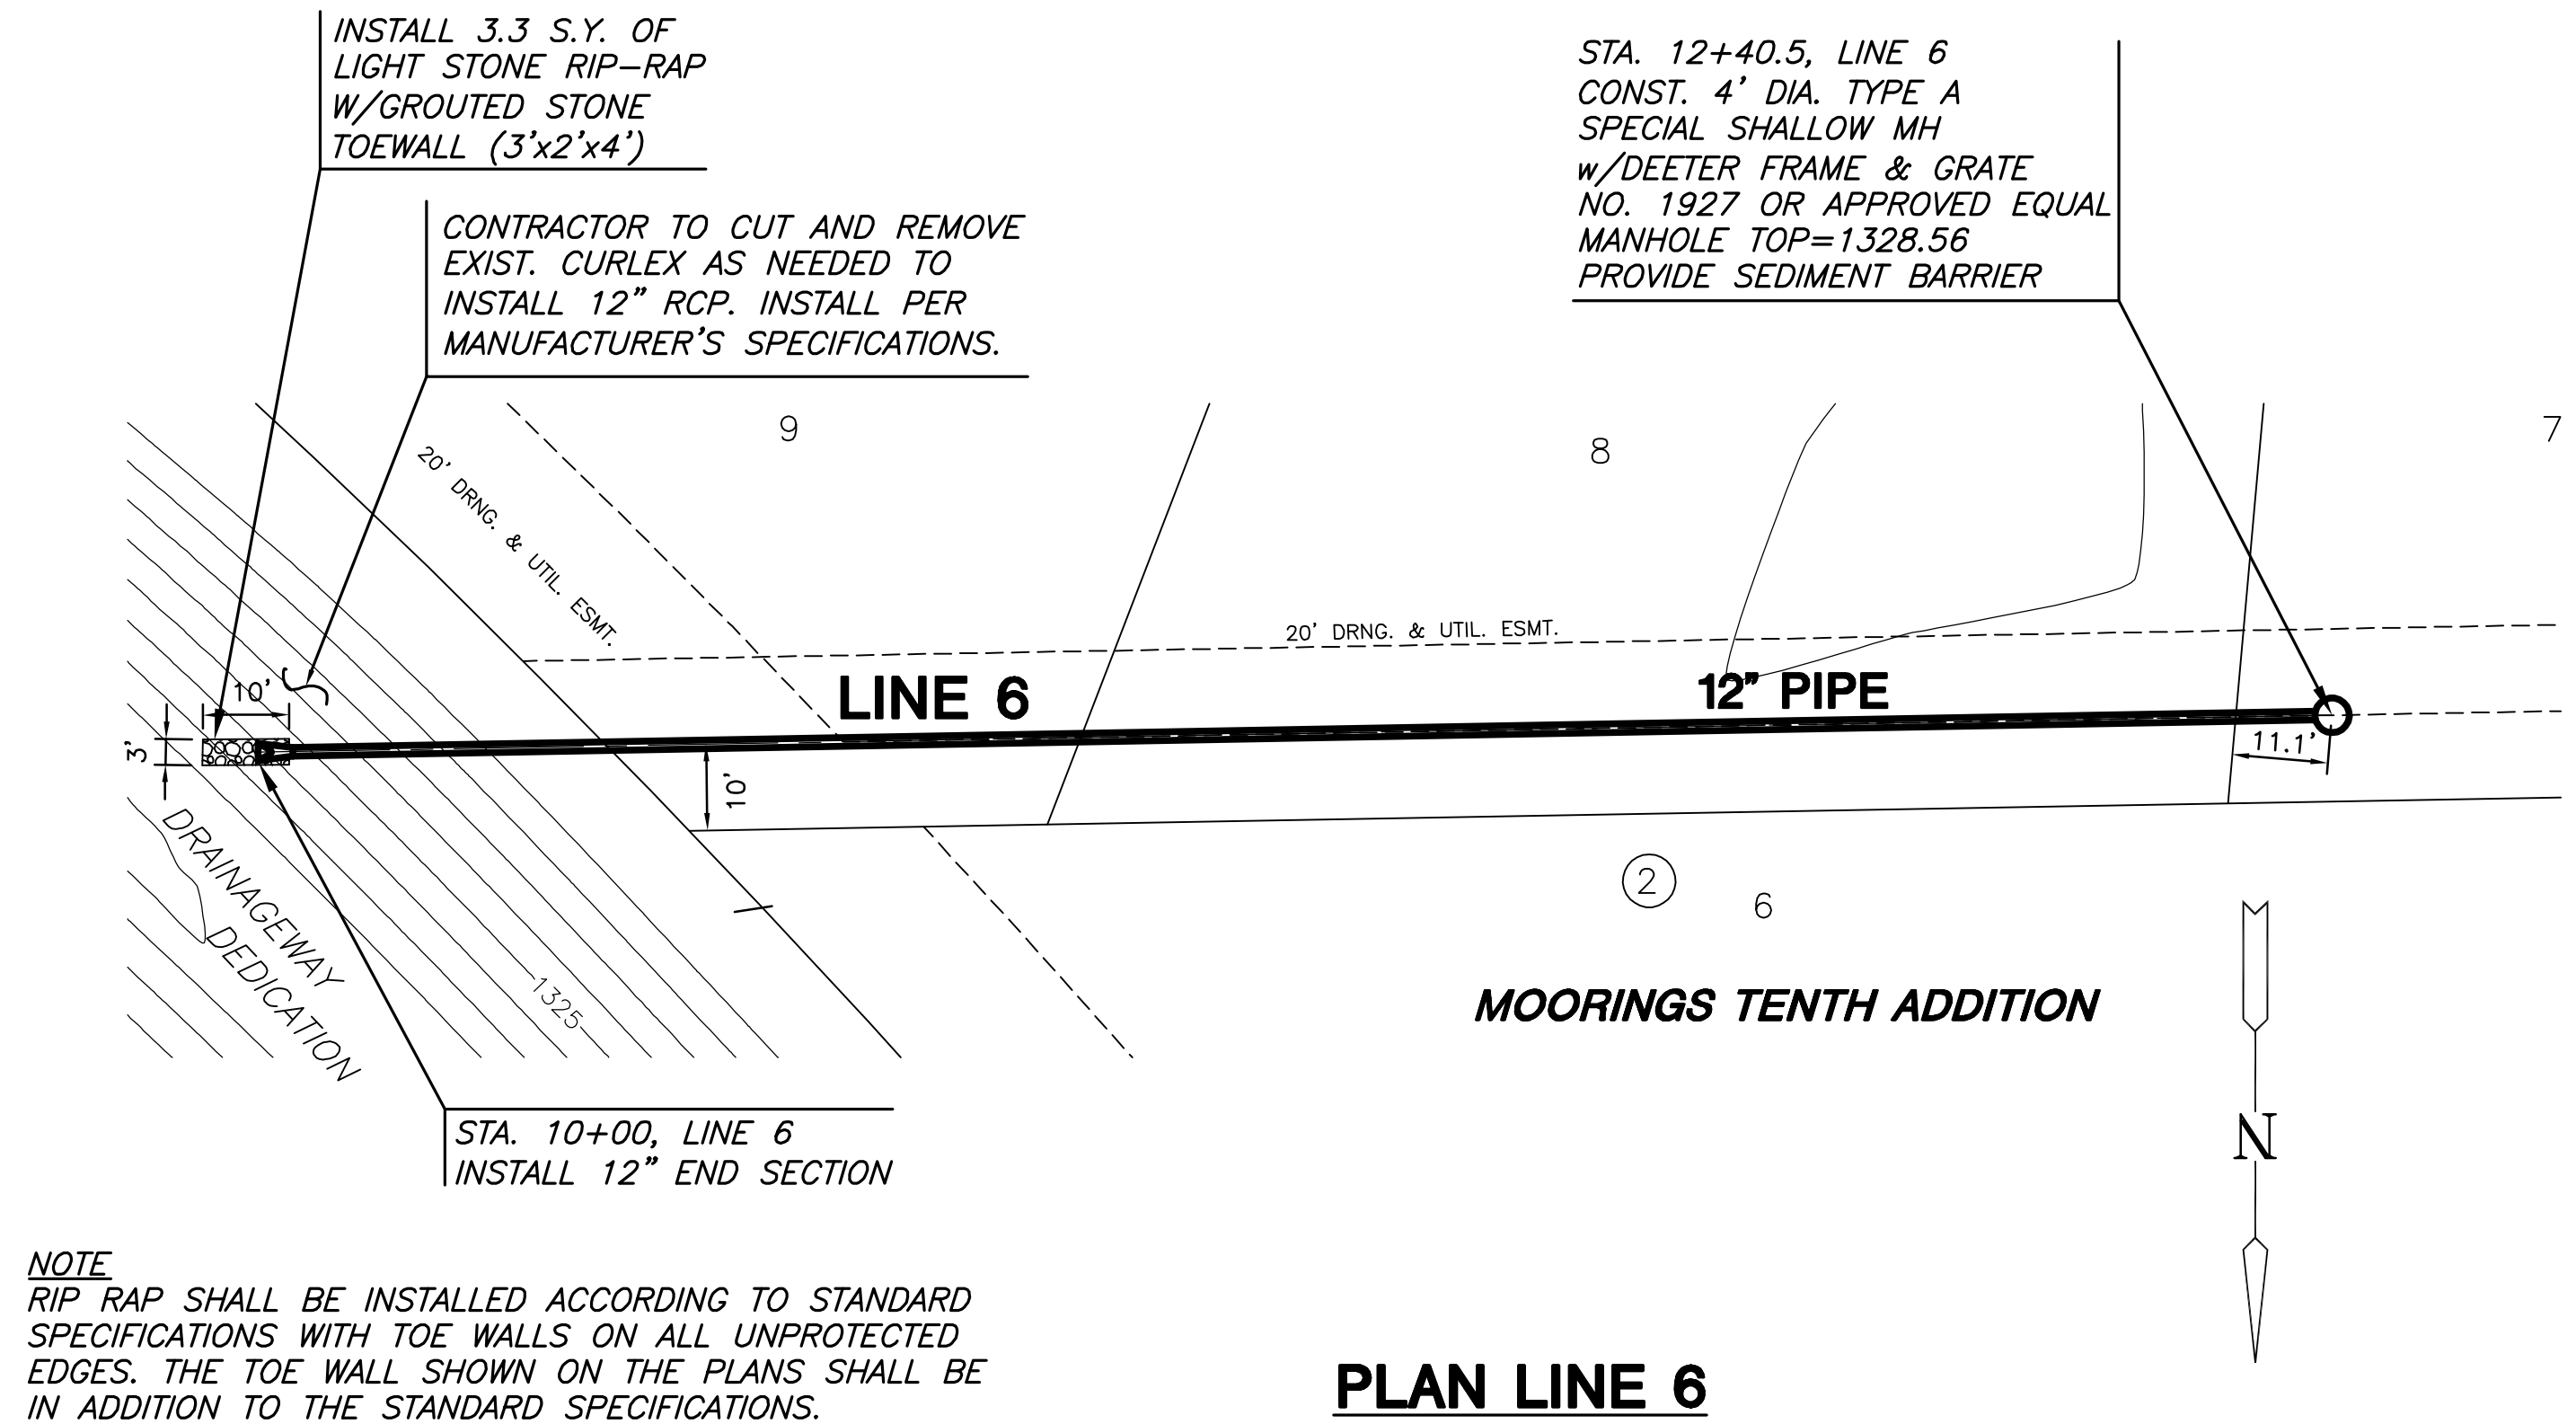 INSTALL 3.3 S.Y. OF
LIGHT STONE RIP-RAP
W/GROUTED STONE
TOEWALL (3'x2'x4')
CONTRACTOR TO CUT AND REMOVE
EXIST. CURLEX AS NEEDED TO
INSTALL 12" RCP. INSTALL PER
MANUFACTURER'S SPECIFICATIONS.
STA. 12+40.5, LINE 6
CONST. 4' DIA. TYPE A
SPECIAL SHALLOW MH
w/DEETER FRAME & GRATE
NO. 1927 OR APPROVED EQUAL
MANHOLE TOP=1328.56
PROVIDE SEDIMENT BARRIER
9
8
7
20' DRNG. & UTIL. ESMT.
20' DRNG. & UTIL. ESMT.
10'
3'
LINE 6
12" PIPE
11.1'
10'
DRAINAGEWAY
DEDICATION
1325
2
6
MOORINGS TENTH ADDITION
N
STA. 10+00, LINE 6
INSTALL 12" END SECTION
NOTE
RIP RAP SHALL BE INSTALLED ACCORDING TO STANDARD
SPECIFICATIONS WITH TOE WALLS ON ALL UNPROTECTED
EDGES. THE TOE WALL SHOWN ON THE PLANS SHALL BE
IN ADDITION TO THE STANDARD SPECIFICATIONS.
PLAN LINE 6